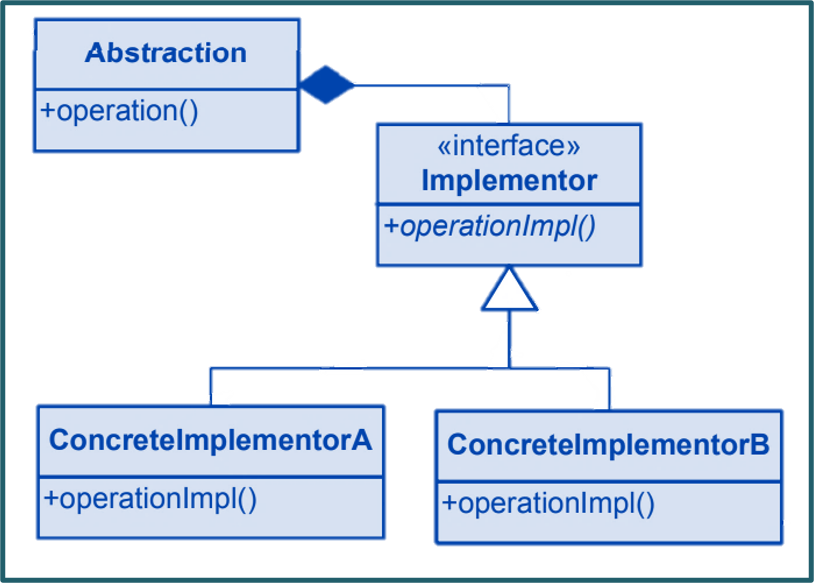 Abstraction
+operation()
«interface»
Implementor
+operationImpl()
ConcreteImplementorA
+operationImpl()
ConcreteImplementorB
+operationImpl()